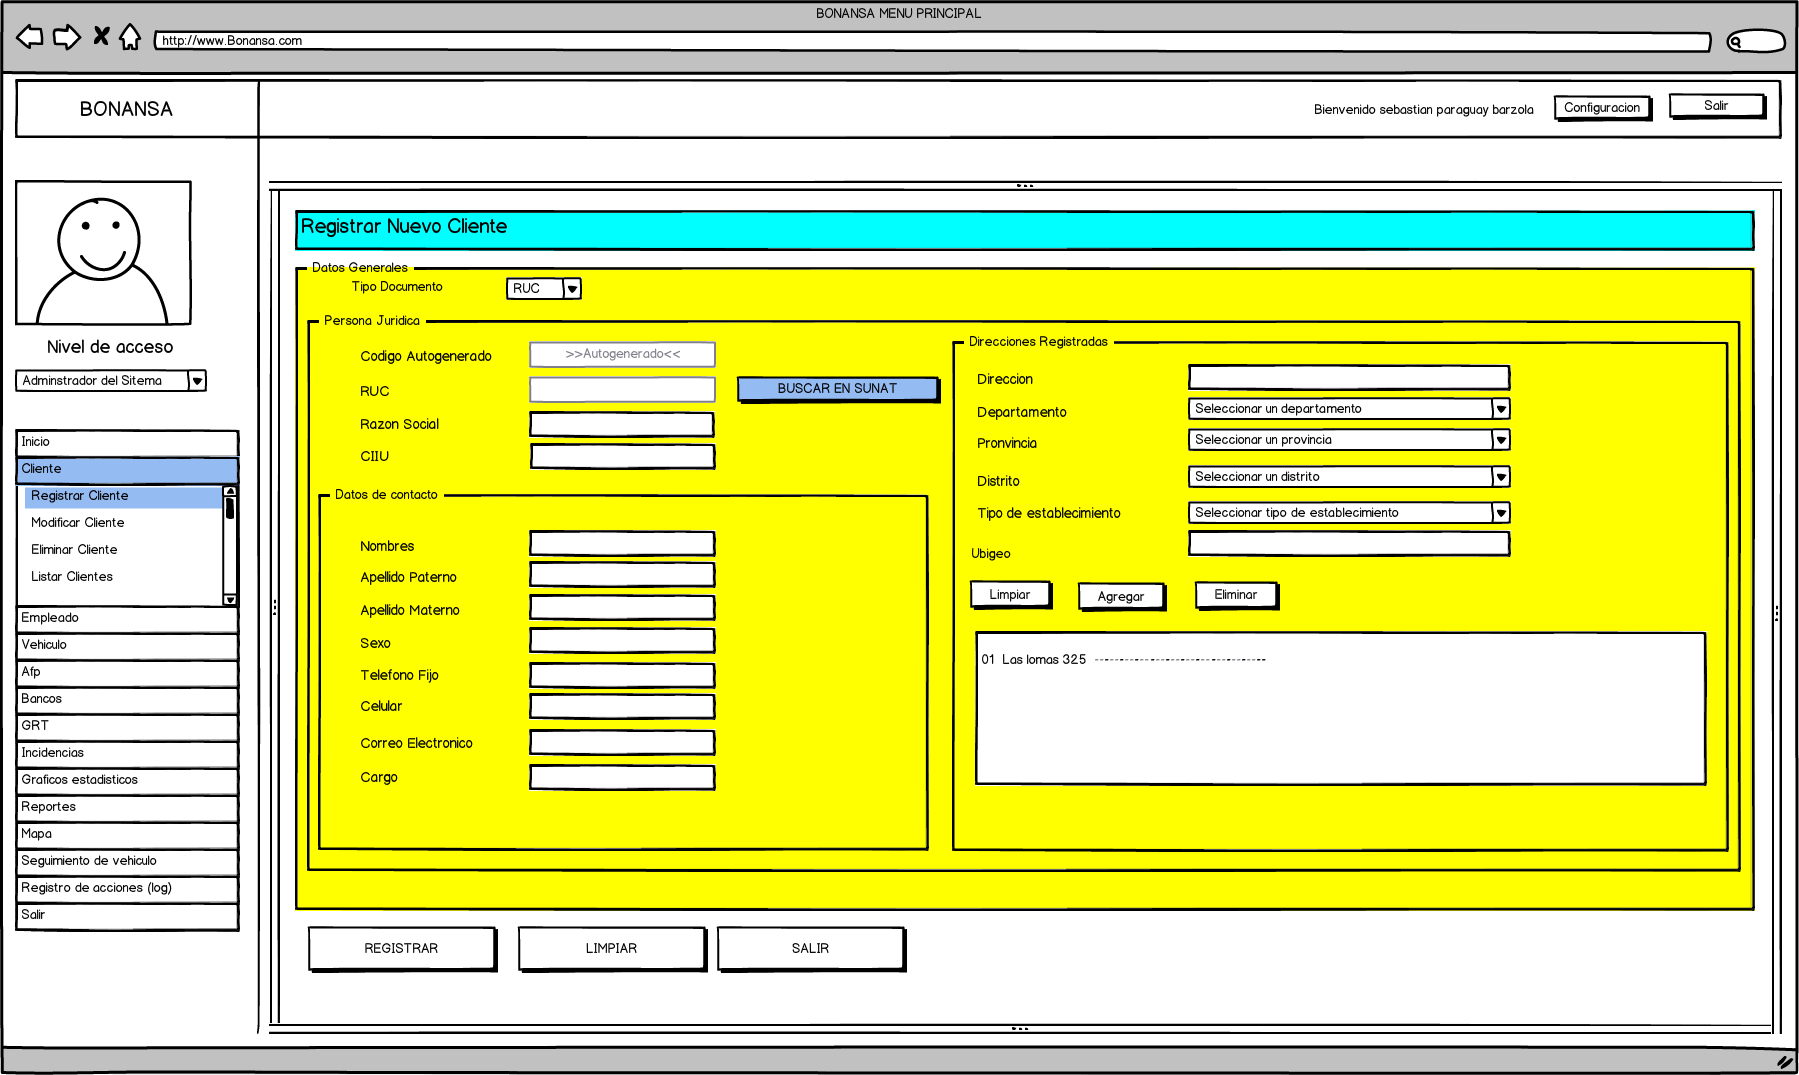 BONANSA MENU PRINCIPAL
http://www.Bonansa.com
BONANSA
Bienvenido sebastian paraguay barzola
Configuracion
Salir
Nivel de acceso
Adminstrador del Sitema
Inicio
Cliente
Registrar Cliente
Modificar Cliente
Eliminar Cliente
Listar Clientes
Empleado
Vehiculo
Afp
Bancos
GRT
Incidencias
Graficos estadisticos
Reportes
Mapa
Seguimiento de vehiculo
Registro de acciones (log)
Salir
Registrar Nuevo Cliente
Datos Generales
Tipo Documento
RUC
Persona Juridica
Codigo Autogenerado
>>Autogenerado<<
RUC
BUSCAR EN SUNAT
Razon Social
CIIU
Datos de contacto
Nombres
Apellido Paterno
Apellido Materno
Sexo
Telefono Fijo
Celular
Correo Electronico
Cargo
Direcciones Registradas
Direccion
Departamento
Seleccionar un departamento
Pronvincia
Seleccionar un provincia
Distrito
Seleccionar un distrito
Tipo de establecimiento
Seleccionar tipo de establecimiento
Ubigeo
Limpiar
Agregar
Eliminar
01 Las lomas 325 ----------------------------------
REGISTRAR
LIMPIAR
SALIR